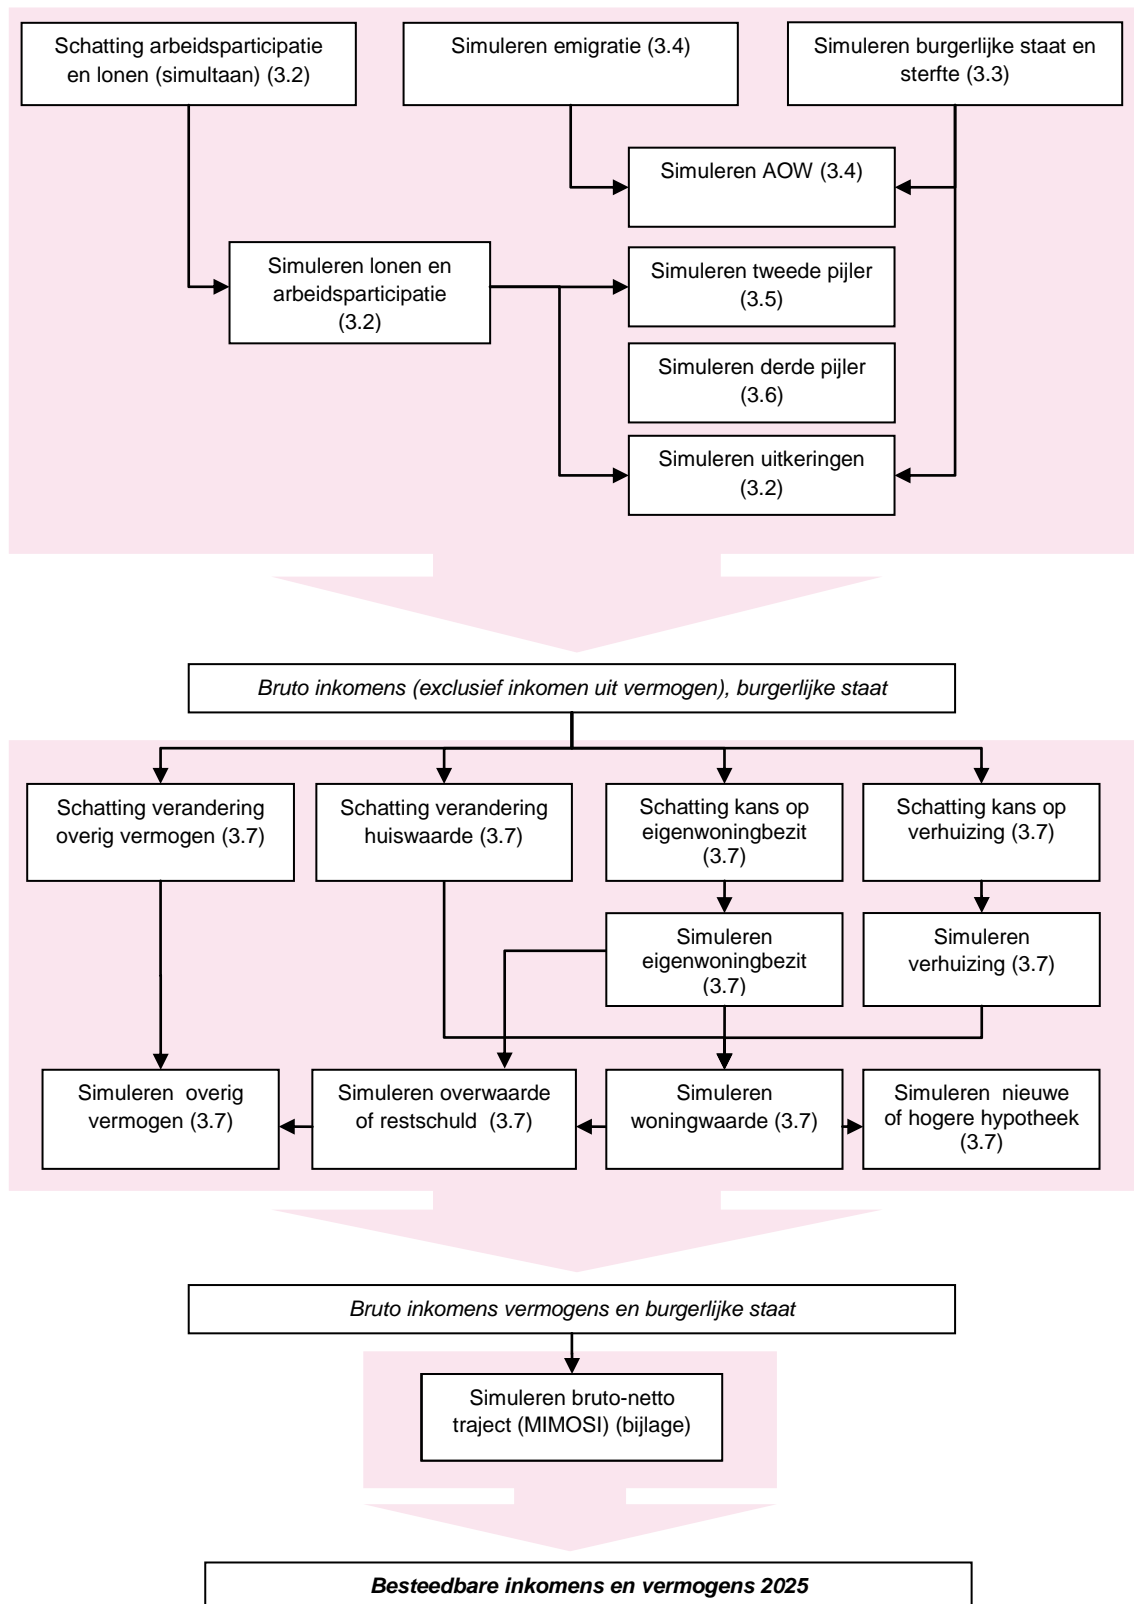 Schatting arbeidsparticipatie
en lonen (simultaan) (3.2)
Simuleren emigratie (3.4)
Simuleren burgerlijke staat en
sterfte (3.3)
Simuleren AOW (3.4)
Simuleren lonen en
arbeidsparticipatie
(3.2)
Simuleren tweede pijler
(3.5)
Simuleren derde pijler
(3.6)
Simuleren uitkeringen
(3.2)
Bruto inkomens (exclusief inkomen uit vermogen), burgerlijke staat
Schatting verandering
overig vermogen (3.7)
Schatting verandering
huiswaarde (3.7)
Schatting kans op
eigenwoningbezit
(3.7)
Schatting kans op
verhuizing (3.7)
Simuleren
eigenwoningbezit
(3.7)
Simuleren
verhuizing (3.7)
Simuleren overig
vermogen (3.7)
Simuleren overwaarde
of restschuld (3.7)
Simuleren
woningwaarde (3.7)
Simuleren nieuwe
of hogere hypotheek
(3.7)
Bruto inkomens vermogens en burgerlijke staat
Simuleren bruto-netto
traject (MIMOSI) (bijlage)
Besteedbare inkomens en vermogens 2025